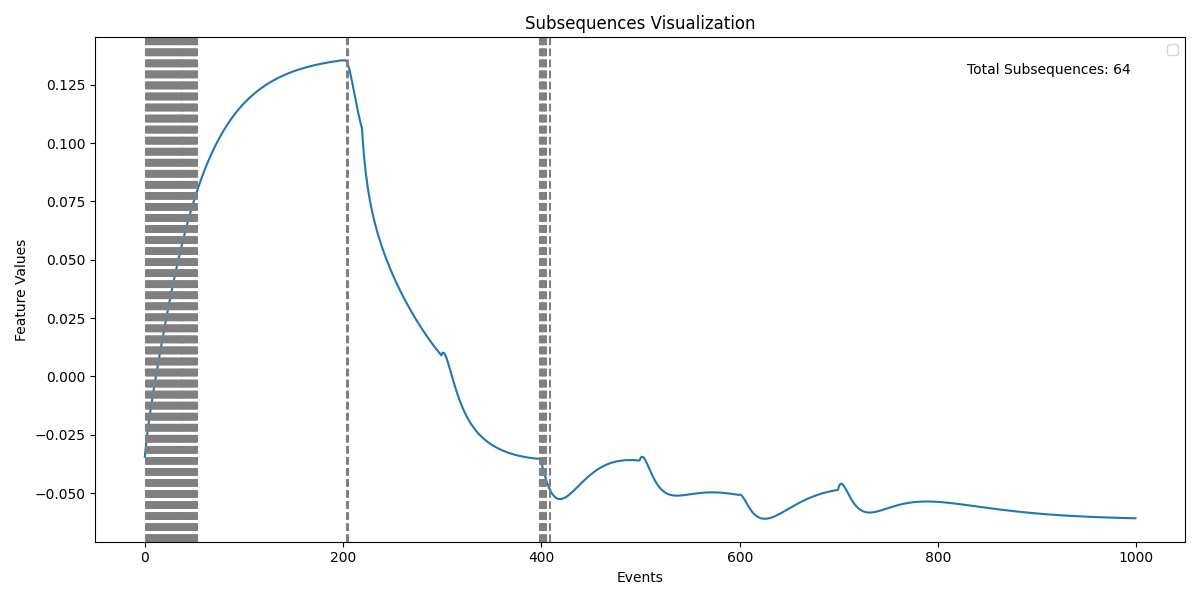 Subsequences Visualization
Total Subsequences: 64
Feature Values
0.125
0.100
0.075
0.050
0.025
0.000
−0.025
−0.050
0 200 400 600 800 1000
Events